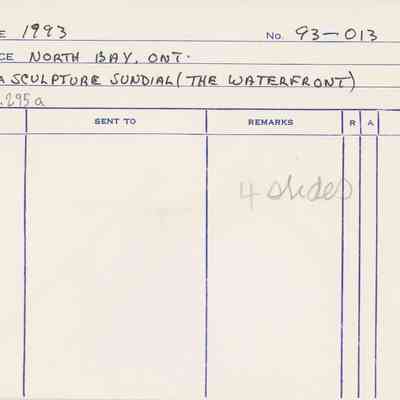 E 1993 No. 93-013
CE NORTH BAY, ONT.
A SCULPTURE SUNDIAL (THE WATERFRONT)
.295a
SENT TO REMARKS R A
4 slides